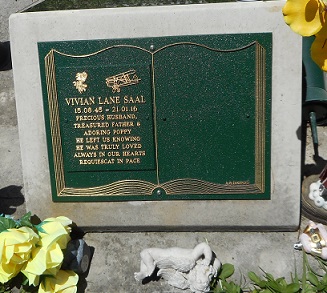 VIVIAN LANE SAAL
15.08.45 - 21.01.16
PRECIOUS HUSBAND,
TREASURED FATHER &
ADORING POPPY
HE LEFT US KNOWING
HE WAS TRULY LOVED
ALWAYS IN OUR HEARTS
REQUIESCAT IN PACE